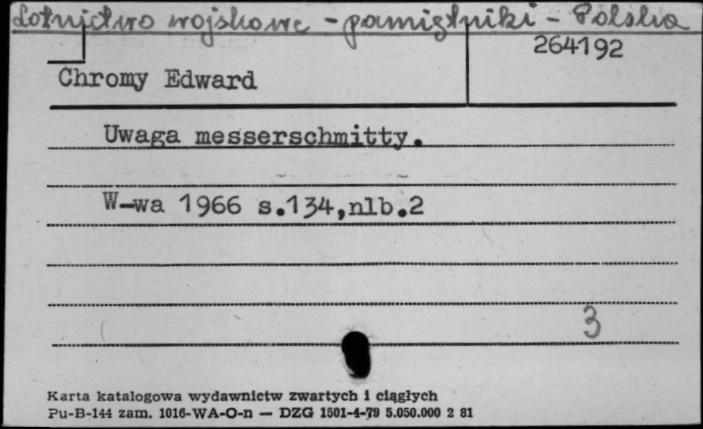 Lotnictwo wojskowe - pamiętniki - Polska
264192
Chromy Edward
Uwaga messerschmitty.
W-wa 1966 s.134,nlb.2
3
Karta katalogowa wydawnictw zwartych i ciągłych
Pu-B-144 zam. 1016-WA-O-n — DZG 1501-4-79 5.050.000 2 81